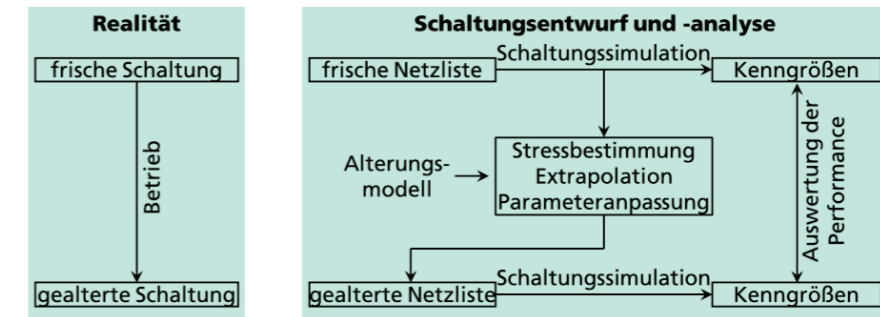 Realität
frische Schaltung
Betrieb
gealterte Schaltung
Schaltungsentwurf und -analyse
frische Netzliste
Schaltungssimulation
Kenngrößen
Alterungs-
modell
Stressbestimmung
Extrapolation
Parameteranpassung
Auswertung der
Performance
gealterte Netzliste
Schaltungssimulation
Kenngrößen